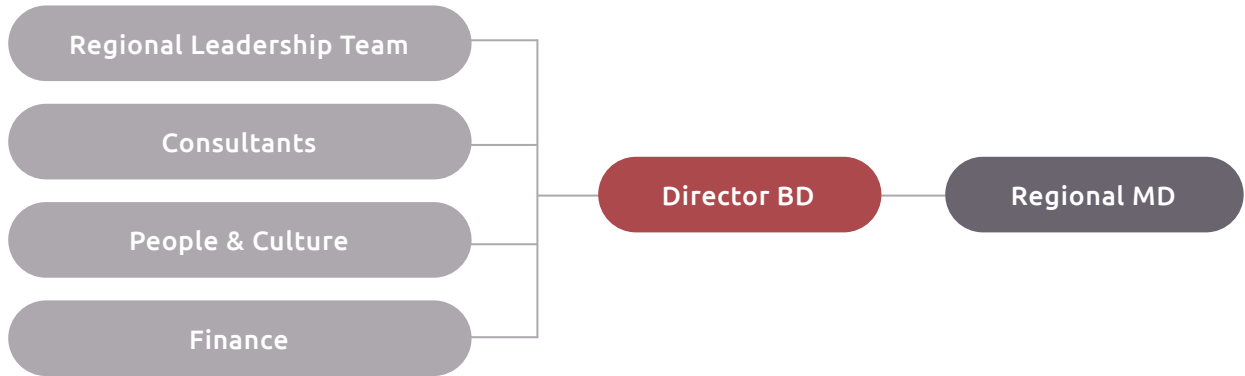 Regional Leadership Team
Consultants
People & Culture
Finance
Director BD
Regional MD